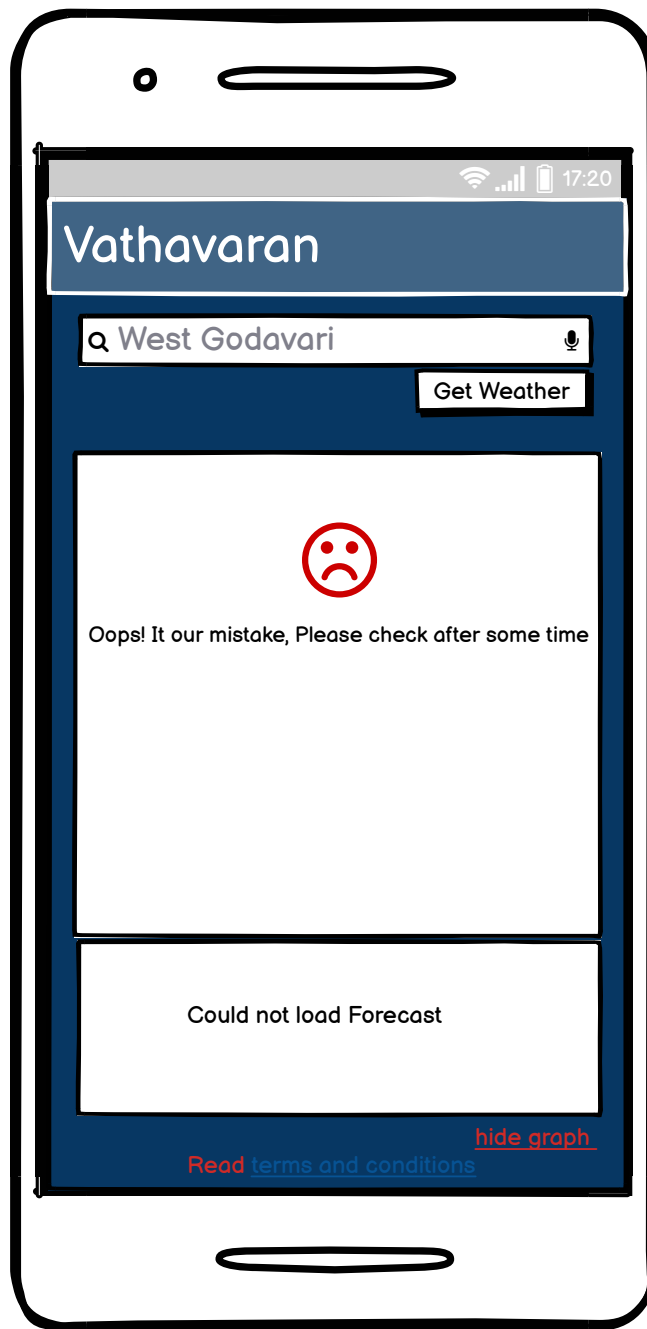 17:20
Vathavaran
West Godavari
Get Weather
Oops! It our mistake, Please check after some time
Could not load Forecast
hide graph
Read terms and conditions